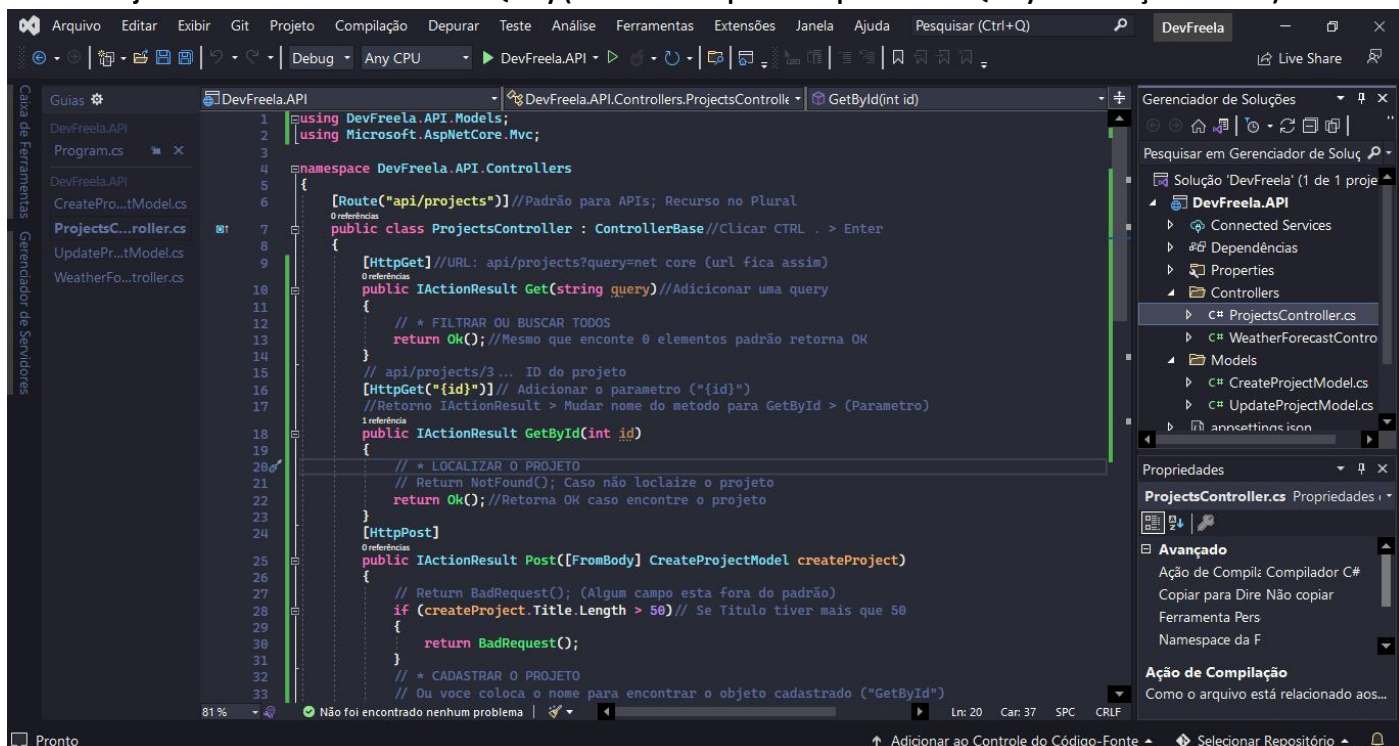 Arquivo Editar Exibir Git Projeto Compilação Depurar Teste Análise Ferramentas Extensões Janela Ajuda Pesquisar (Ctrl+Q) DevFreela
Debug Any CPU DevFreela.API Live Share
Caixa de Ferramentas
Gerenciador de Servidores
Guias
DevFreela.API
Program.cs
DevFreela.API
CreatePro...tModel.cs
ProjectsC...roller.cs
UpdatePr...tModel.cs
WeatherFo...troller.cs
DevFreela.API DevFreela.API.Controllers.ProjectsControlle GetById(int id)
1 using DevFreela.API.Models;
2 using Microsoft.AspNetCore.Mvc;
3
4 namespace DevFreela.API.Controllers
5 {
6 [Route("api/projects")]//Padrão para APIs; Recurso no Plural
0 referências
7 public class ProjectsController : ControllerBase//Clicar CTRL . > Enter
8 {
9 [HttpGet]//URL: api/projects?query=net core (url fica assim)
0 referências
10 public IActionResult Get(string query)//Adiciconar uma query
11 {
12 // * FILTRAR OU BUSCAR TODOS
13 return Ok();//Mesmo que enconte 0 elementos padrão retorna OK
14 }
15 // api/projects/3... ID do projeto
16 [HttpGet("{id}")]// Adicionar o parametro ("{id}")
17 //Retorno IActionResult > Mudar nome do metodo para GetById > (Parametro)
1 referência
18 public IActionResult GetById(int id)
19 {
20 // * LOCALIZAR O PROJETO
21 // Return NotFound(); Caso não loclaize o projeto
22 return Ok();//Retorna OK caso encontre o projeto
23 }
24 [HttpPost]
0 referências
25 public IActionResult Post([FromBody] CreateProjectModel createProject)
26 {
27 // Return BadRequest(); (Algum campo esta fora do padrão)
28 if (createProject.Title.Length > 50)// Se Titulo tiver mais que 50
29 {
30 return BadRequest();
31 }
32 // * CADASTRAR O PROJETO
33 // Ou voce coloca o nome para encontrar o objeto cadastrado ("GetById")
81 % Não foi encontrado nenhum problema Ln: 20 Car: 37 SPC CRLF
Gerenciador de Soluções
Pesquisar em Gerenciador de Soluç
Solução 'DevFreela' (1 de 1 proje
DevFreela.API
Connected Services
Dependências
Properties
Controllers
C# ProjectsController.cs
C# WeatherForecastContro
Models
C# CreateProjectModel.cs
C# UpdateProjectModel.cs
appsettings.json
Propriedades
ProjectsController.cs Propriedades
Avançado
Ação de Compila Compilador C#
Copiar para Dire Não copiar
Ferramenta Pers
Namespace da F
Ação de Compilação
Como o arquivo está relacionado aos...
Pronto Adicionar ao Controle do Código-Fonte Selecionar Repositório